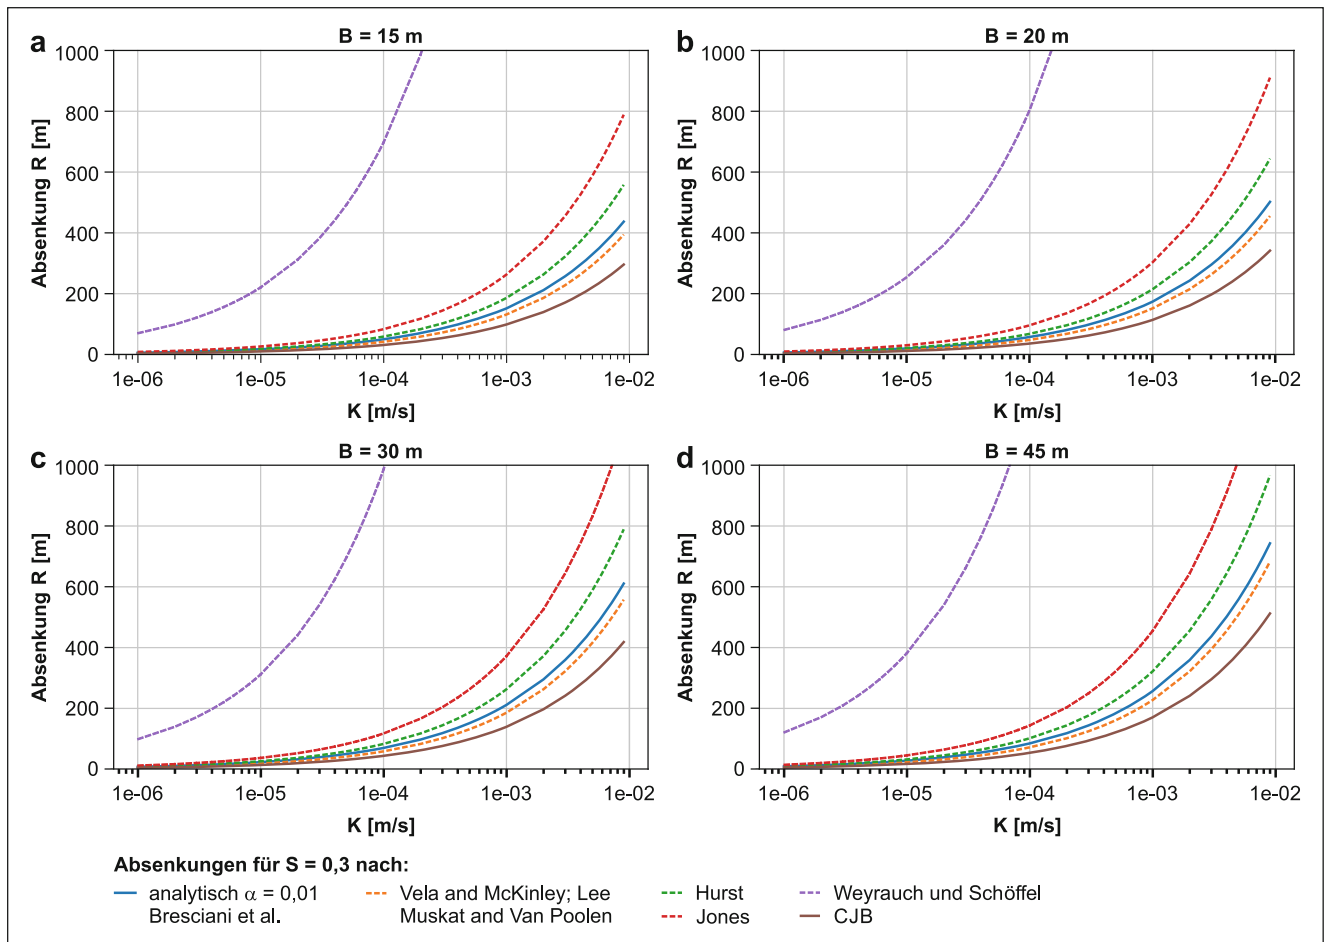 a
B = 15 m
1000
800
600
400
200
0
Absenkung R [m]
1e-06 1e-05 1e-04 1e-03 1e-02
K [m/s]
b
B = 20 m
1000
800
600
400
200
0
Absenkung R [m]
1e-06 1e-05 1e-04 1e-03 1e-02
K [m/s]
c
B = 30 m
1000
800
600
400
200
0
Absenkung R [m]
1e-06 1e-05 1e-04 1e-03 1e-02
K [m/s]
d
B = 45 m
1000
800
600
400
200
0
Absenkung R [m]
1e-06 1e-05 1e-04 1e-03 1e-02
K [m/s]
Absenkungen für S = 0,3 nach:
analytisch α = 0,01
Bresciani et al.
Vela and McKinley; Lee
Muskat and Van Poolen
Hurst
Jones
Weyrauch und Schöffel
CJB